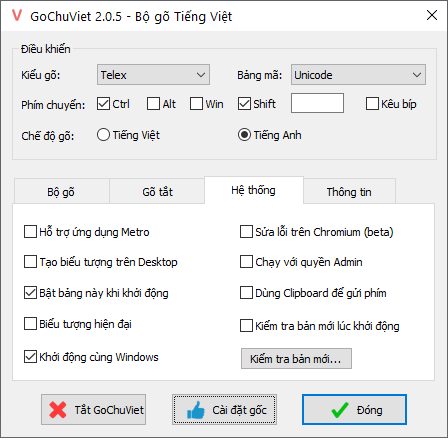 GoChuViet 2.0.5 - Bộ gõ Tiếng Việt
Điều khiển
Kiểu gõ: Telex Bảng mã: Unicode
Phím chuyển: Ctrl Alt Win Shift Kêu bíp
Chế độ gõ: Tiếng Việt Tiếng Anh
Bộ gõ Gõ tắt Hệ thống Thông tin
Hỗ trợ ứng dụng Metro Sửa lỗi trên Chromium (beta)
Tạo biểu tượng trên Desktop Chạy với quyền Admin
Bật bảng này khi khởi động Dùng Clipboard để gửi phím
Biểu tượng hiện đại Kiểm tra bản mới lúc khởi động
Khởi động cùng Windows Kiểm tra bản mới...
Tắt GoChuViet Cài đặt gốc Đóng